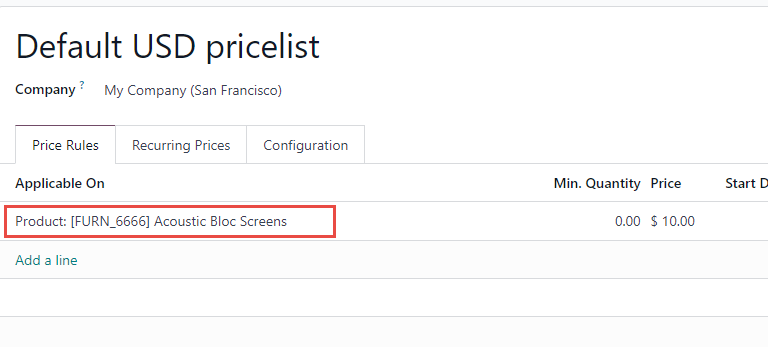 Default USD pricelist
Company ? My Company (San Francisco)
Price Rules Recurring Prices Configuration
Applicable On Min. Quantity Price Start D
Product: [FURN_6666] Acoustic Bloc Screens 0.00 $ 10.00
Add a line